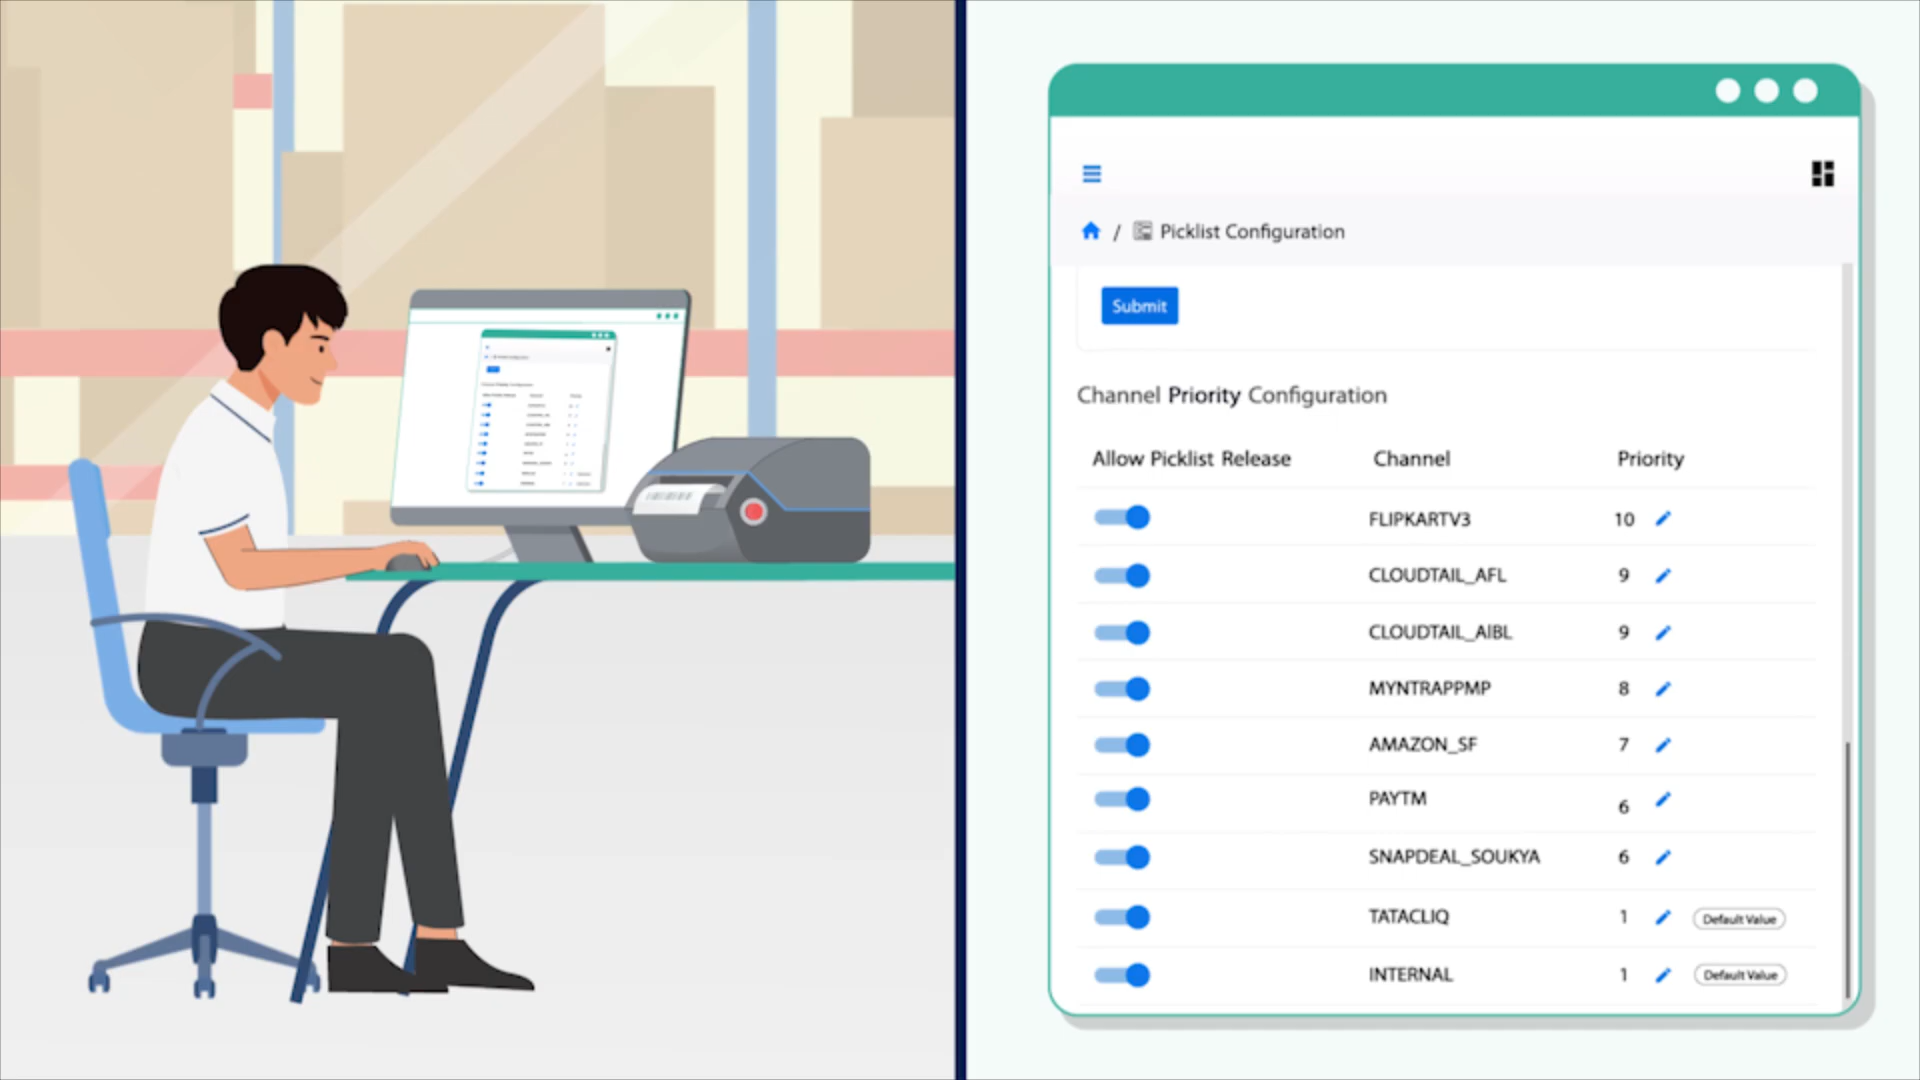 / Picklist Configuration
Submit
Channel Priority Configuration
Allow Picklist Release Channel Priority
FLIPKARTV3 10
CLOUDTAIL_AFL 9
CLOUDTAIL_AIBL 9
MYNTRAPPMP 8
AMAZON_SF 7
PAYTM 6
SNAPDEAL_SOUKYA 6
TATACLIQ 1 Default Value
INTERNAL 1 Default Value